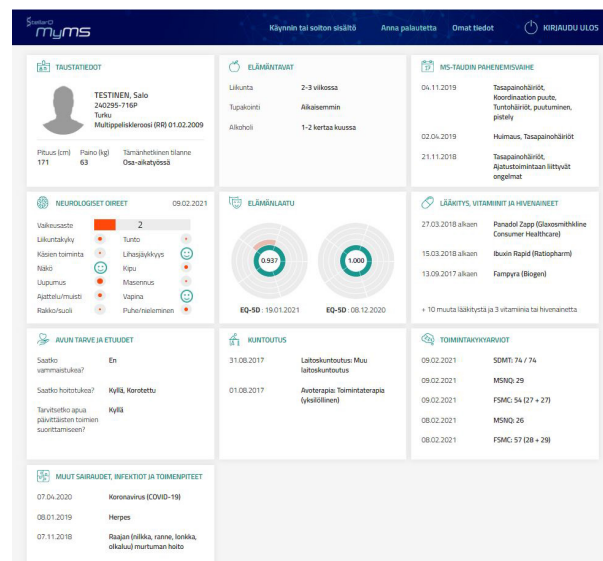 StellarQ
myms
Käynnin tai soiton sisältö
Anna palautetta
Omat tiedot
KIRJAUDU ULOS
TAUSTATIEDOT
TESTINEN, Salo
240295-716P
Turku
Multippeliskleroosi (RR) 01.02.2009
Pituus (cm) Paino (kg) Tämänhetkinen tilanne
171 63 Osa-aikatyössä
ELÄMÄNTAVAT
Liikunta 2-3 viikossa
Tupakointi Aikaisemmin
Alkoholi 1-2 kertaa kuussa
MS-TAUDIN PAHENEMISVAIHE
04.11.2019 Tasapainohäiriöt,
Koordinaation puute,
Tuntohäiriöt, puutuminen,
pistely
02.04.2019 Huimaus, Tasapainohäiriöt
21.11.2018 Tasapainohäiriöt,
Ajatustoimintaan liittyvät
ongelmat
NEUROLOGISET OIREET 09.02.2021
Vaikeusaste 2
Liikuntakyky Tunto
Käsien toiminta Lihasjäykkyys
Näkö Kipu
Uupumus Masennus
Ajattelu/muisti Vapina
Rakko/suoli Puhe/nieleminen
ELÄMÄNLAATU
0.937 1.000
EQ-5D : 19.01.2021 EQ-5D : 08.12.2020
LÄÄKITYS, VITAMIINIT JA HIVENAINEET
27.03.2018 alkaen Panadol Zapp (Glaxosmithkline
Consumer Healthcare)
15.03.2018 alkaen Ibuxin Rapid (Ratiopharm)
13.09.2017 alkaen Fampyra (Biogen)
+ 10 muuta lääkitystä ja 3 vitamiinia tai hivenainetta
AVUN TARVE JA ETUUDET
Saatko En
vammaistukea?
Saatko hoitotukea? Kyllä, Korotettu
Tarvitsetko apua Kyllä
päivittäisten toimien
suorittamiseen?
KUNTOUTUS
31.08.2017 Laitoskuntoutus: Muu
laitoskuntoutus
01.08.2017 Avoterapia: Toimintaterapia
(yksilöllinen)
TOIMINTAKYKYARVIOT
09.02.2021 SDMT: 74 / 74
09.02.2021 MSNQ: 29
09.02.2021 FSMC: 54 (27 + 27)
08.02.2021 MSNQ: 26
08.02.2021 FSMC: 57 (28 + 29)
MUUT SAIRAUDET, INFEKTIOT JA TOIMENPITEET
07.04.2020 Koronavirus (COVID-19)
08.01.2019 Herpes
07.11.2018 Raajan (nilkka, ranne, lonkka,
olkaluu) murtuman hoito